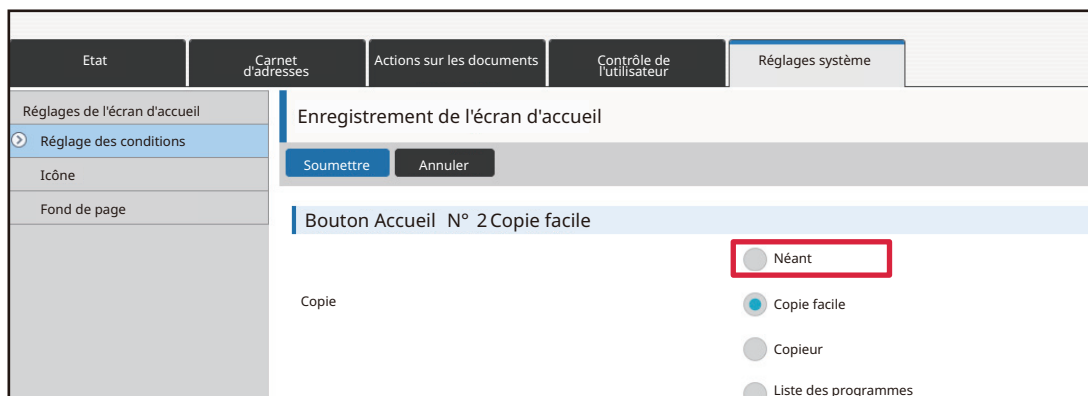 Etat
Carnet
d'adresses
Actions sur les documents
Contrôle de
l'utilisateur
Réglages système
Réglages de l'écran d'accueil
Réglage des conditions
Icône
Fond de page
Enregistrement de l'écran d'accueil
Soumettre
Annuler
Bouton Accueil N° 2 Copie facile
Néant
Copie
Copie facile
Copieur
Liste des programmes